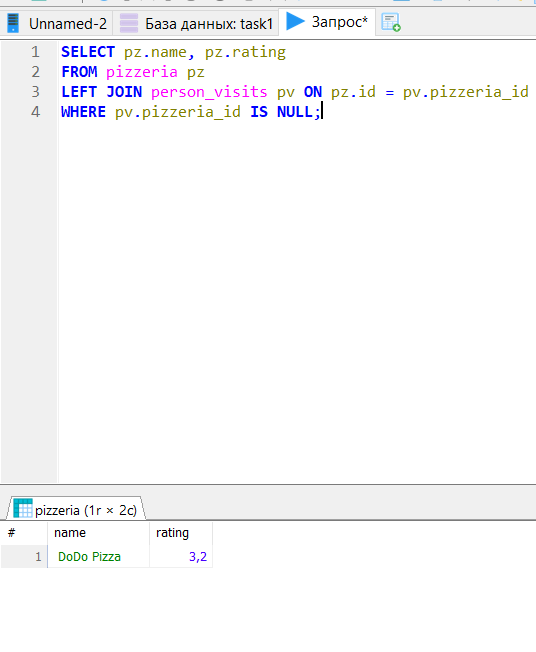 Unnamed-2 База данных: task1 Запрос*
1 SELECT pz.name, pz.rating
2 FROM pizzeria pz
3 LEFT JOIN person_visits pv ON pz.id = pv.pizzeria_id
4 WHERE pv.pizzeria_id IS NULL;
pizzeria (1r × 2c)
# name rating
1 DoDo Pizza 3,2